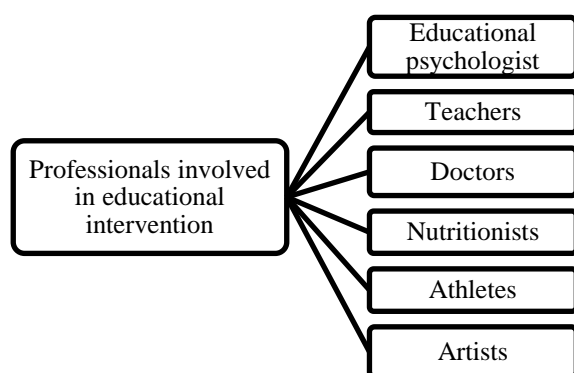 Educational
psychologist
Teachers
Professionals involved
in educational
intervention
Doctors
Nutritionists
Athletes
Artists